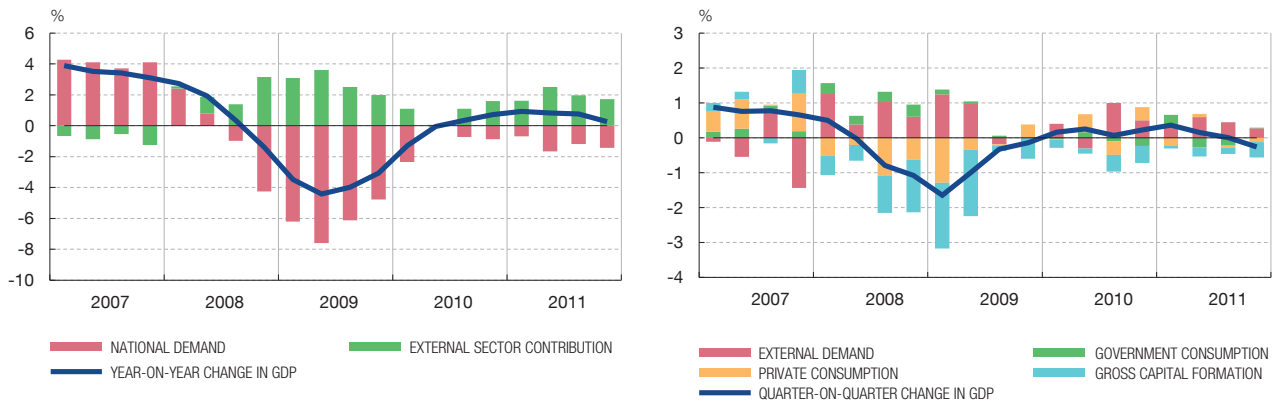 %
6
4
2
0
-2
-4
-6
-8
-10
2007 2008 2009 2010 2011
NATIONAL DEMAND EXTERNAL SECTOR CONTRIBUTION
YEAR-ON-YEAR CHANGE IN GDP
%
3
2
1
0
-1
-2
-3
-4
2007 2008 2009 2010 2011
EXTERNAL DEMAND GOVERNMENT CONSUMPTION
PRIVATE CONSUMPTION GROSS CAPITAL FORMATION
QUARTER-ON-QUARTER CHANGE IN GDP